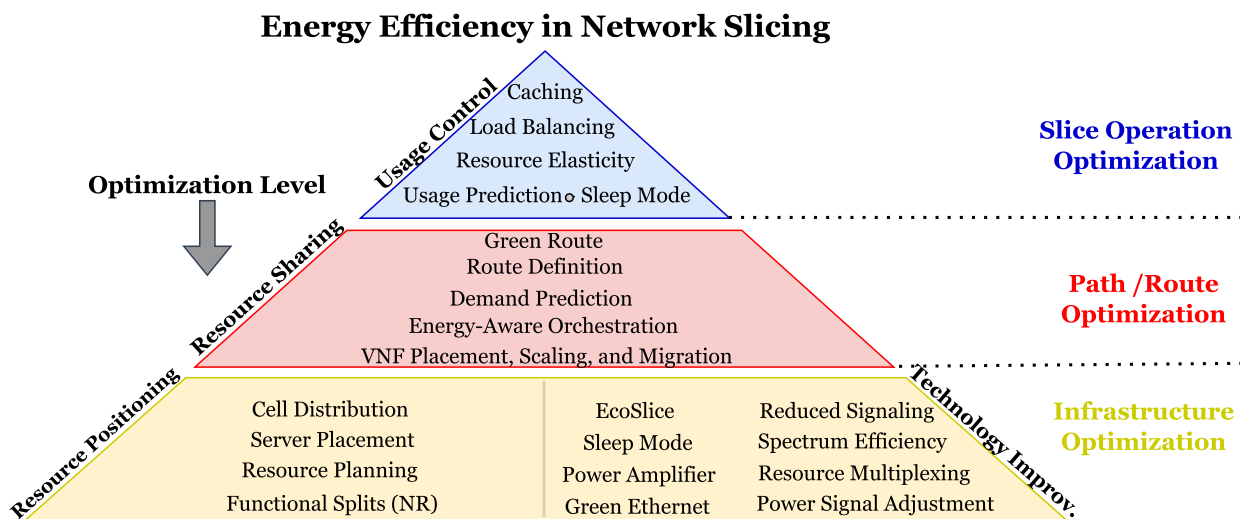 Energy Efficiency in Network Slicing
Usage Control
Caching
Load Balancing
Resource Elasticity
Usage Prediction Sleep Mode
Slice Operation
Optimization
Optimization Level
Resource Sharing
Green Route
Route Definition
Demand Prediction
Energy-Aware Orchestration
VNF Placement, Scaling, and Migration
Path /Route
Optimization
Resource Positioning
Cell Distribution
Server Placement
Resource Planning
Functional Splits (NR)
EcoSlice
Sleep Mode
Power Amplifier
Green Ethernet
Reduced Signaling
Spectrum Efficiency
Resource Multiplexing
Power Signal Adjustment
Technology Improv.
Infrastructure
Optimization